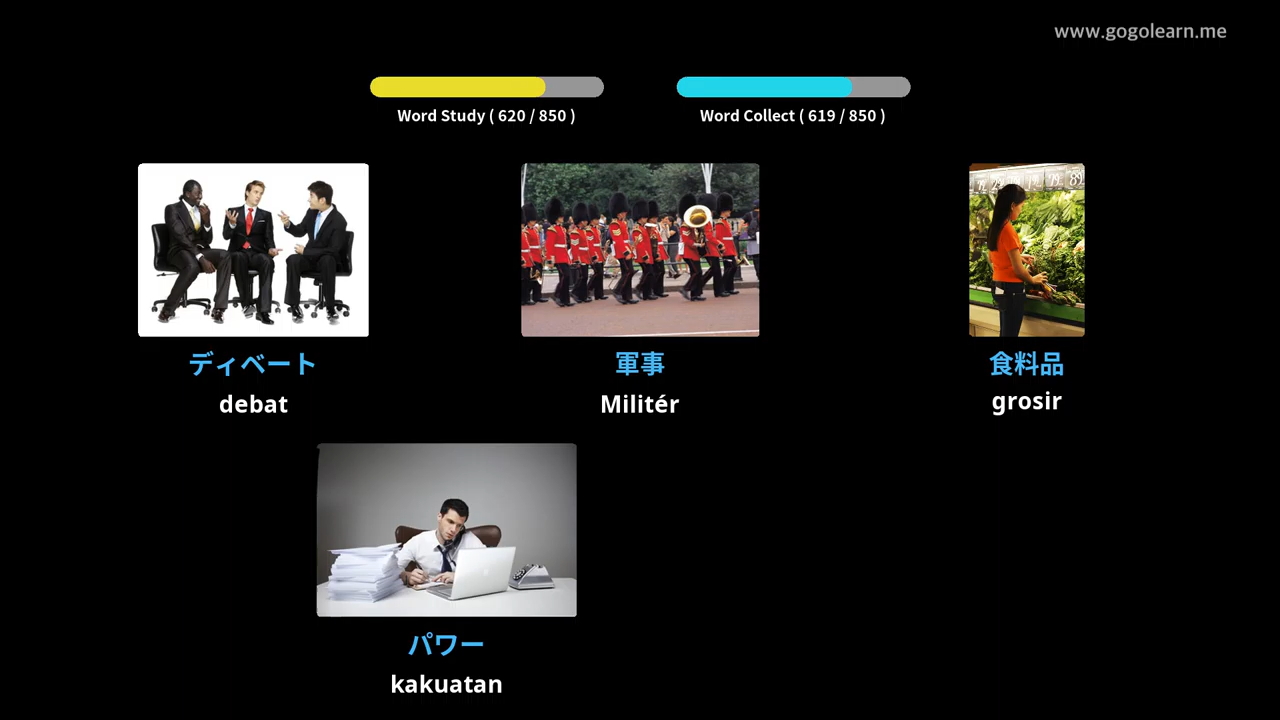 www.gogolearn.me
Word Study ( 620 / 850 )
Word Collect ( 619 / 850 )
ディベート
debat
軍事
Militér
食料品
grosir
パワー
kakuatan